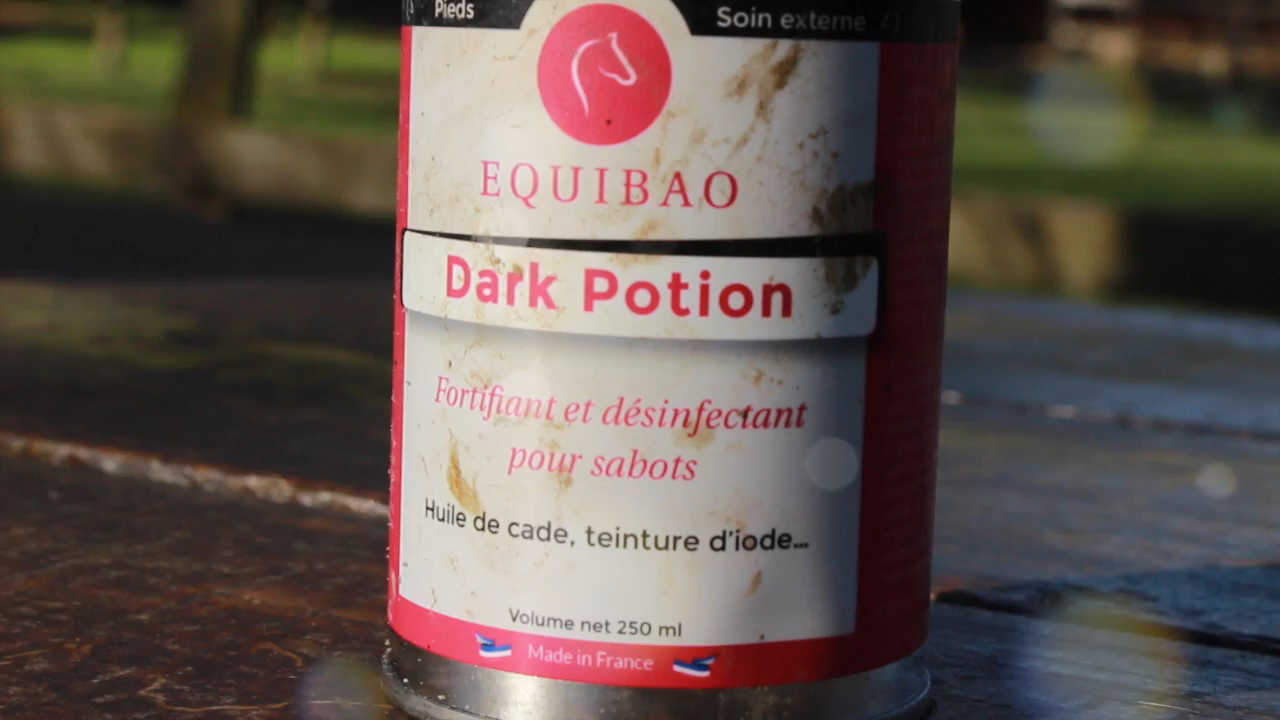 Pieds
Soin externe
EQUIBAO
Dark Potion
Fortifiant et désinfectant
pour sabots
Huile de cade, teinture d'iode...
Volume net 250 ml
Made in France